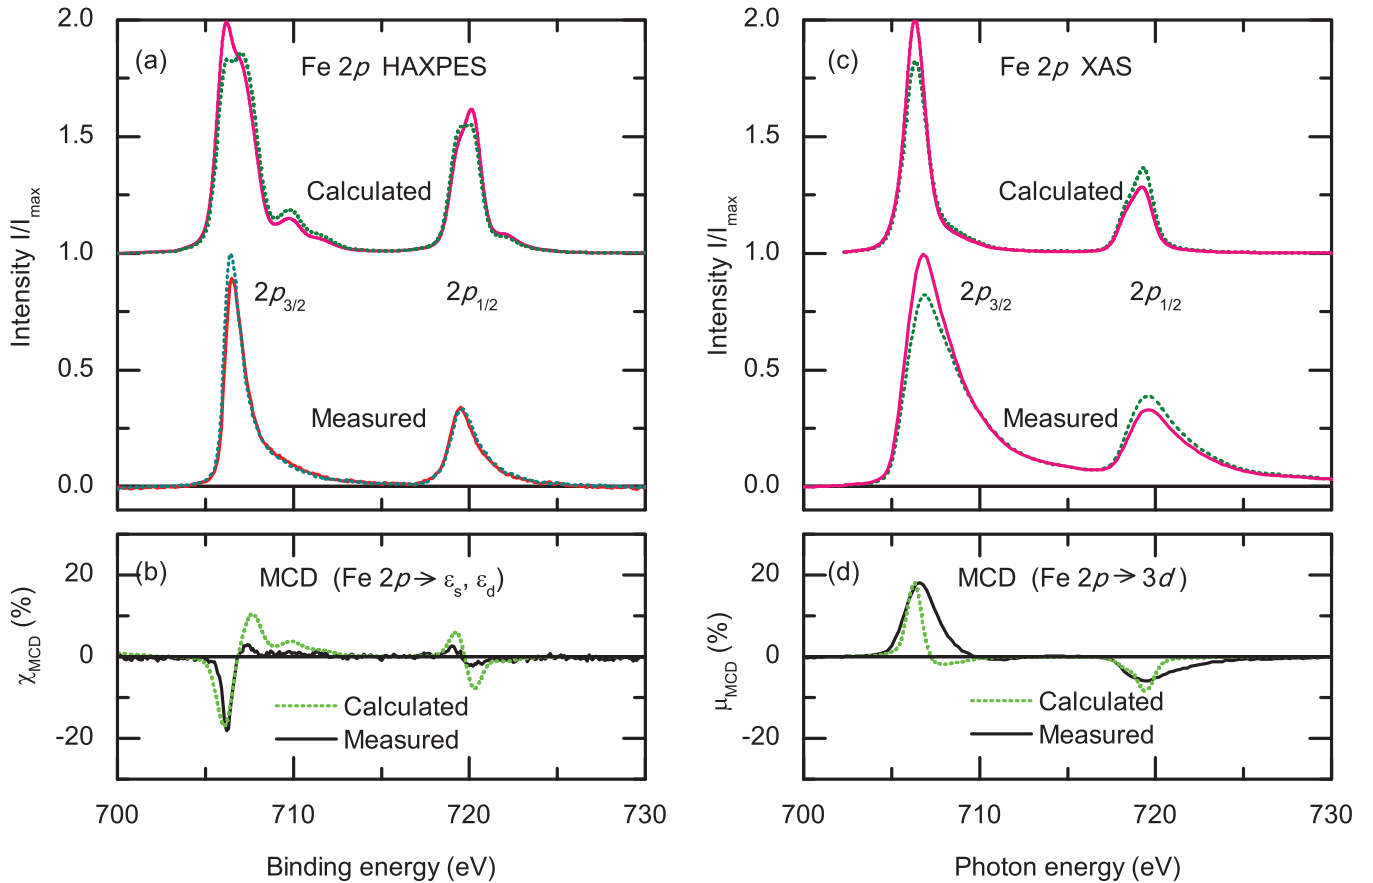 (a)
Fe 2p HAXPES
Calculated
2p3/2
2p1/2
Measured
Intensity I/Imax
2.0
1.5
1.0
0.5
0.0
(b)
MCD (Fe 2p → εs, εd)
Calculated
Measured
χMCD (%)
20
0
-20
700
710
720
730
Binding energy (eV)
(c)
Fe 2p XAS
Calculated
2p3/2
2p1/2
Measured
Intensity I/Imax
2.0
1.5
1.0
0.5
0.0
(d)
MCD (Fe 2p → 3d)
Calculated
Measured
μMCD (%)
20
0
-20
700
710
720
730
Photon energy (eV)